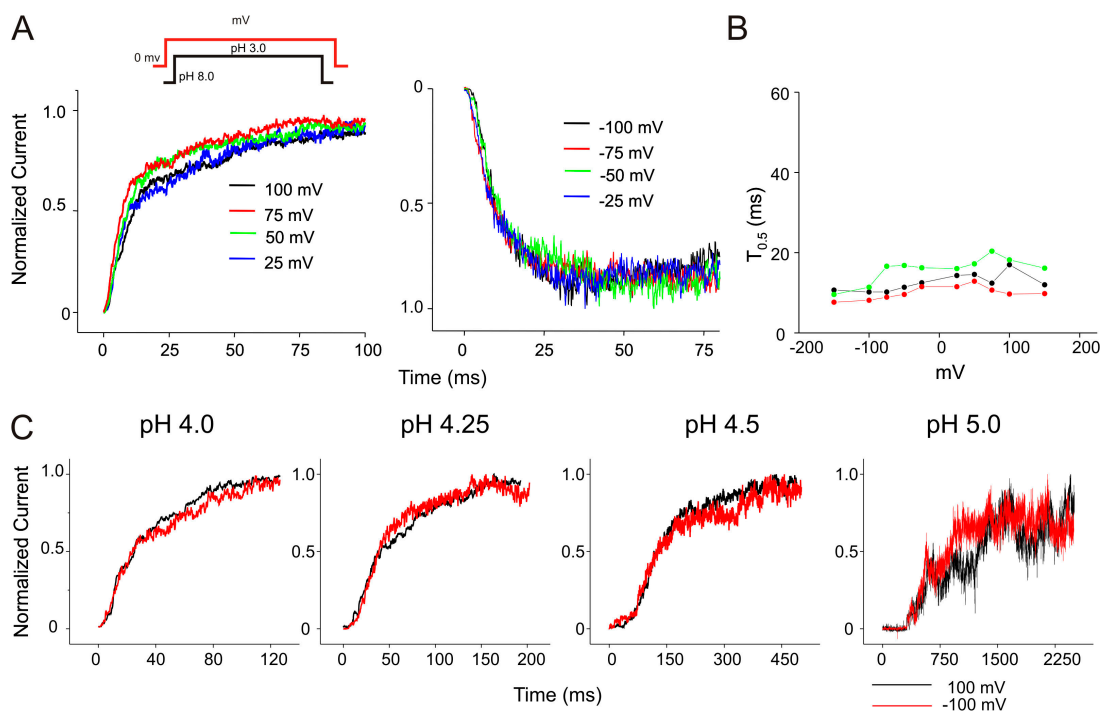 A
mV
0 mv
pH 3.0
pH 8.0
Normalized Current
1.0
0.5
0
0 25 50 75 100
100 mV
75 mV
50 mV
25 mV
0
0.5
1.0
0 25 50 75
-100 mV
-75 mV
-50 mV
-25 mV
Time (ms)
B
T0.5 (ms)
60
40
20
0
-200 -100 0 100 200
mV
C
pH 4.0 pH 4.25 pH 4.5 pH 5.0
Normalized Current
1.0
0.5
0
0 40 80 120
1.0
0.5
0
0 50 100 150 200
1.0
0.5
0
0 150 300 450
1.0
0.5
0
0 750 1500 2250
Time (ms)
100 mV
-100 mV